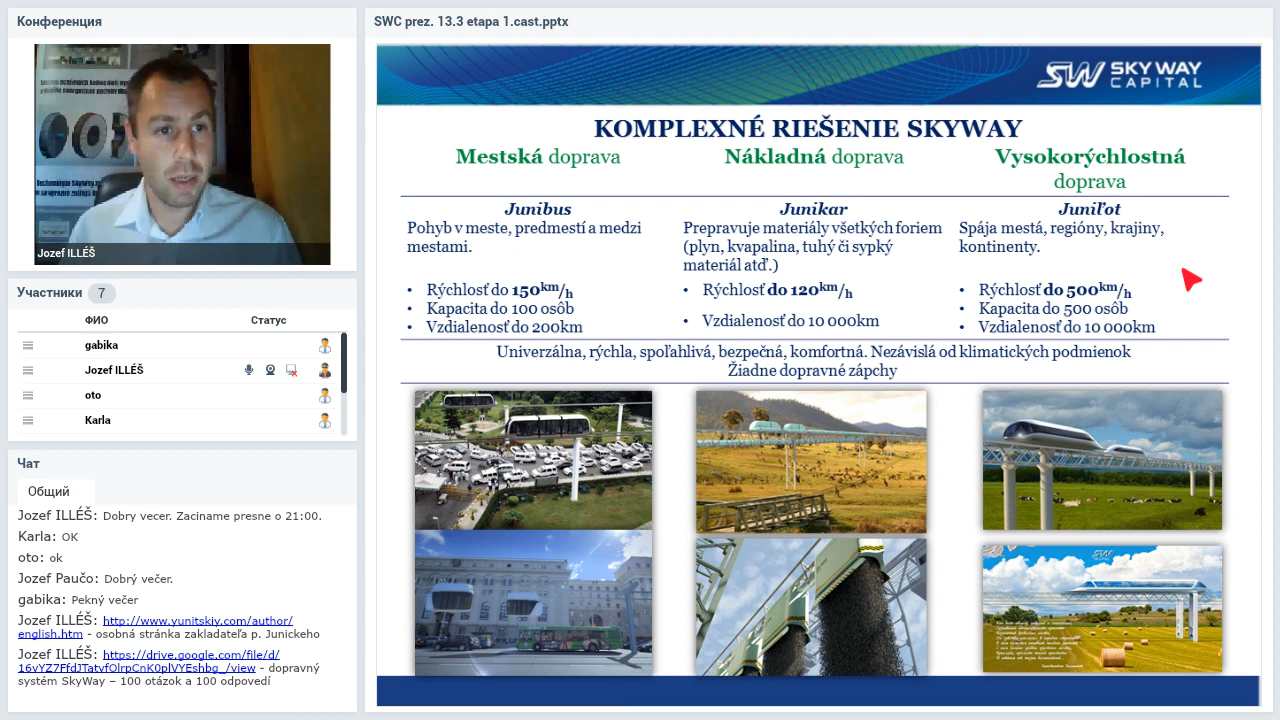 Конференция
Jozef ILLÉŠ
Участники 7
ФИО Статус
gabika
Jozef ILLÉŠ
oto
Karla
Чат
Общий
Jozef ILLÉŠ: Dobry vecer. Zaciname presne o 21:00.
Karla: OK
oto: ok
Jozef Paučo: Dobrý večer.
gabika: Pekný večer
Jozef ILLÉŠ: http://www.yunitskiy.com/author/
english.htm - osobná stránka zakladateľa p. Junického
Jozef ILLÉŠ: https://drive.google.com/file/d/
16vYZ7FfdJTatvfOlrpCnK0plVYEshbg_/view - dopravný
systém SkyWay – 100 otázok a 100 odpovedí
SWC prez. 13.3 etapa 1.cast.pptx
SW SKY WAY
CAPITAL
KOMPLEXNÉ RIEŠENIE SKYWAY
Mestská doprava
Junibus
Pohyb v meste, predmestí a medzi
mestami.
• Rýchlosť do 150km/h
• Kapacita do 100 osôb
• Vzdialenosť do 200km
Nákladná doprava
Junikar
Prepravuje materiály všetkých foriem
(plyn, kvapalina, tuhý či sypký
materiál atď.)
• Rýchlosť do 120km/h
• Vzdialenosť do 10 000km
Vysokorýchlostná
doprava
Juniľot
Spája mestá, regióny, krajiny,
kontinenty.
• Rýchlosť do 500km/h
• Kapacita do 500 osôb
• Vzdialenosť do 10 000km
Univerzálna, rýchla, spoľahlivá, bezpečná, komfortná. Nezávislá od klimatických podmienok
Žiadne dopravné zápchy